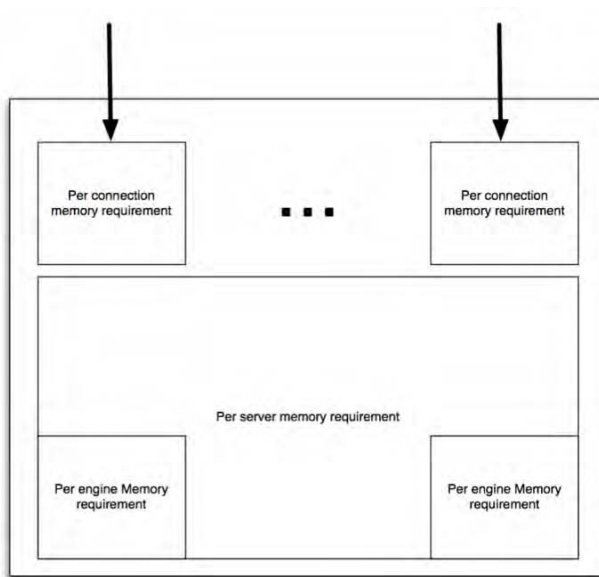 Per connection
memory requirement
Per connection
memory requirement
Per server memory requirement
Per engine Memory
requirement
Per engine Memory
requirement